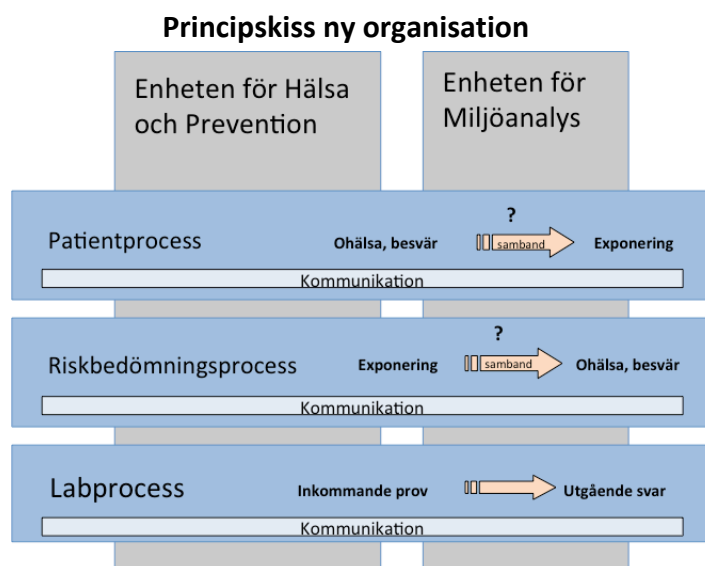 Principskiss ny organisation
Enheten för Hälsa
och Prevention
Enheten för
Miljöanalys
?
Patientprocess Ohälsa, besvär samband Exponering
Kommunikation
?
Riskbedömningsprocess Exponering samband Ohälsa, besvär
Kommunikation
Labprocess Inkommande prov Utgående svar
Kommunikation